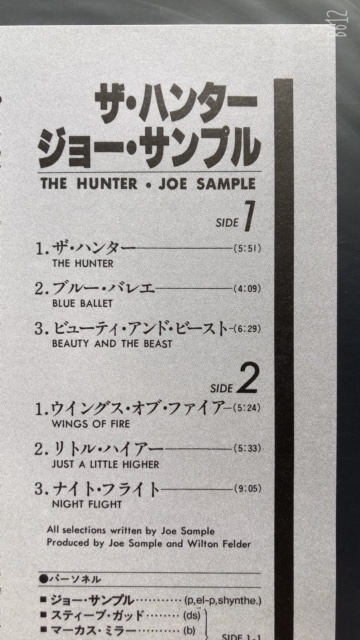 bo12
ザ・ハンター
ジョー・サンプル
THE HUNTER • JOE SAMPLE
SIDE 1
1. ザ・ハンター (5:51)
THE HUNTER
2. ブルー・バレエ (4:09)
BLUE BALLET
3. ビューティ・アンド・ビースト (6:29)
BEAUTY AND THE BEAST
SIDE 2
1. ウイングス・オブ・ファイアー (5:24)
WINGS OF FIRE
2. リトル・ハイアー (5:33)
JUST A LITTLE HIGHER
3. ナイト・フライト (9:05)
NIGHT FLIGHT
All selections written by Joe Sample
Produced by Joe Sample and Wilton Felder
●パーソネル
■ジョー・サンプル………(p,el-p,shynthe.)
■スティーブ・ガッド………(ds)
■マーカス・ミラー………(b)
SIDE 1-1